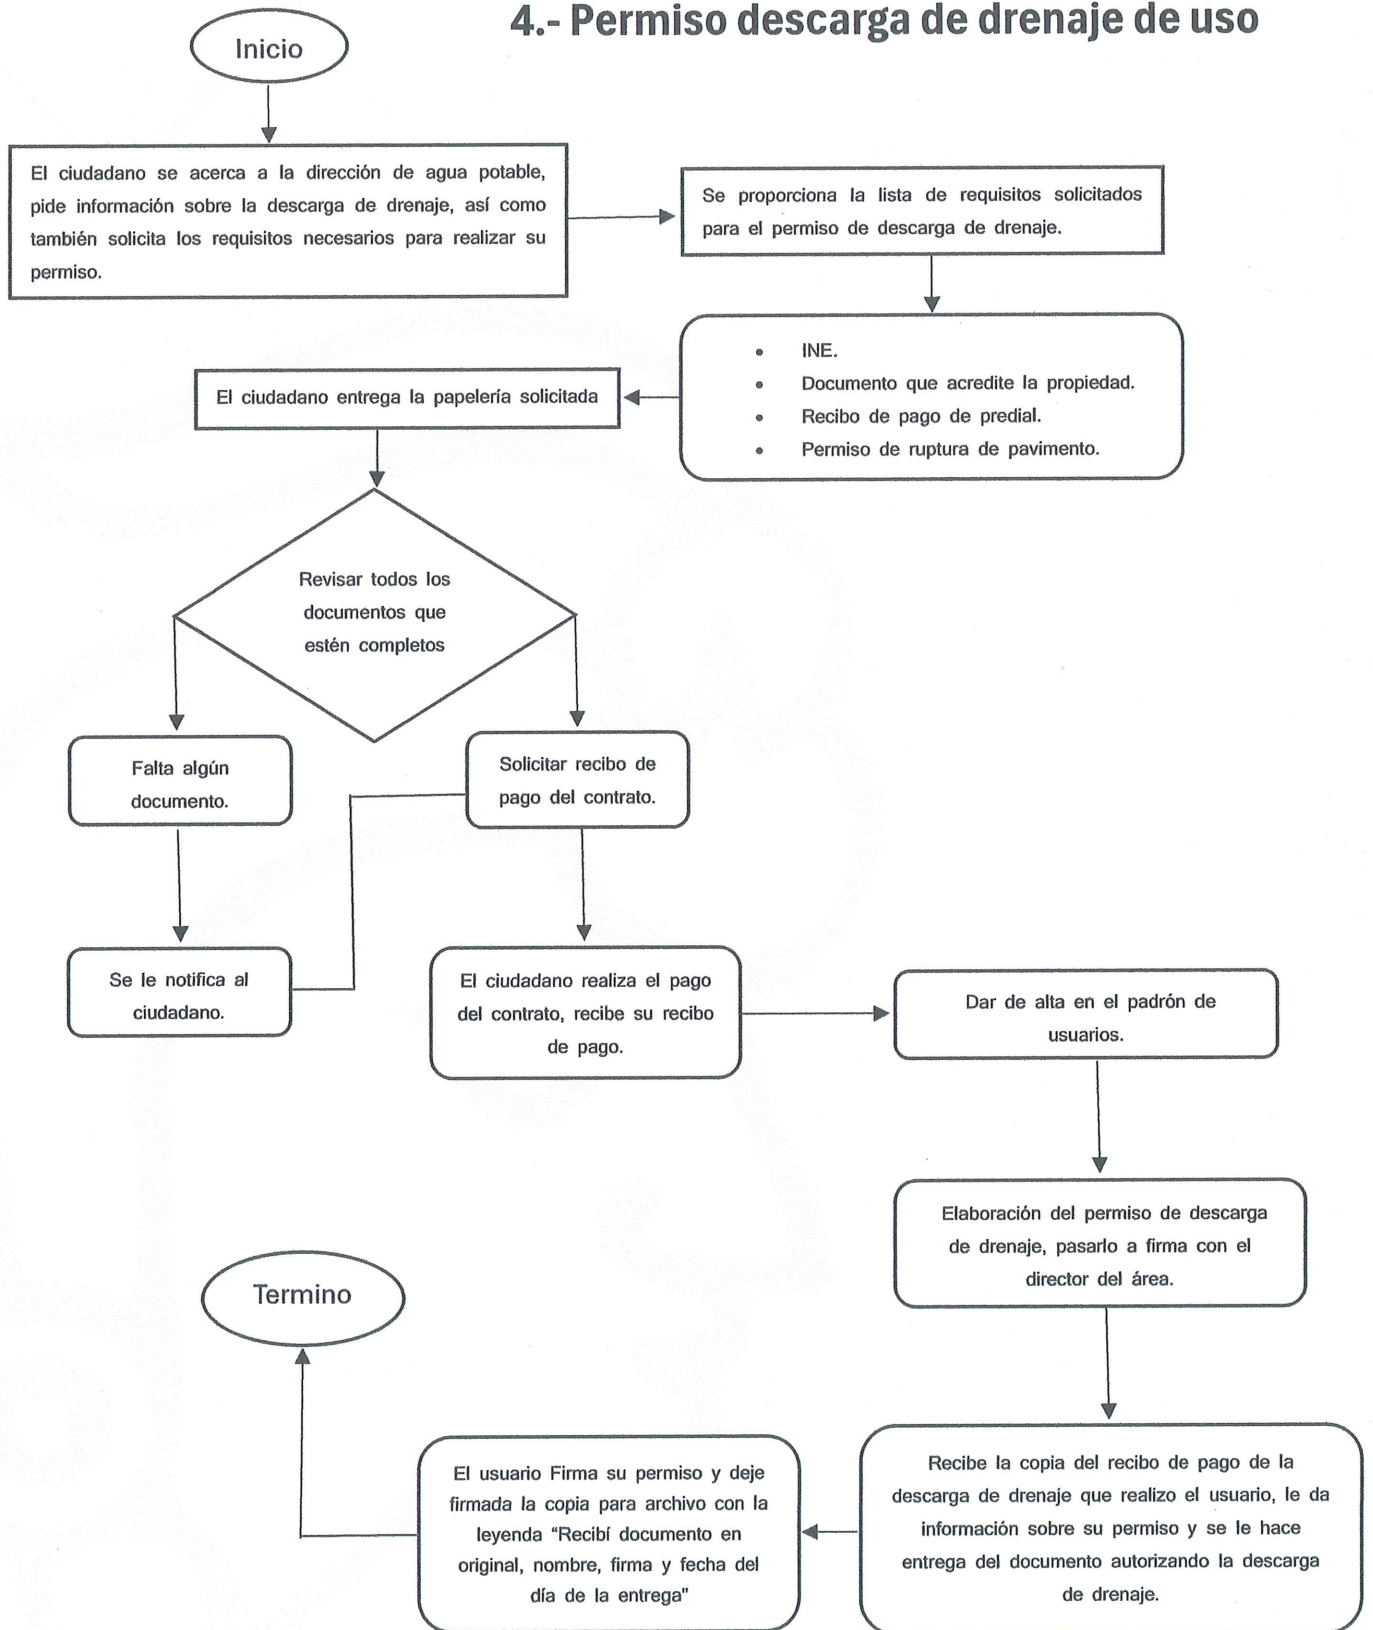 4.- Permiso descarga de drenaje de uso
Inicio
El ciudadano se acerca a la dirección de agua potable,
pide información sobre la descarga de drenaje, así como
también solicita los requisitos necesarios para realizar su
permiso.
Se proporciona la lista de requisitos solicitados
para el permiso de descarga de drenaje.
• INE.
• Documento que acredite la propiedad.
• Recibo de pago de predial.
• Permiso de ruptura de pavimento.
El ciudadano entrega la papelería solicitada
Revisar todos los
documentos que
estén completos
Falta algún
documento.
Solicitar recibo de
pago del contrato.
Se le notifica al
ciudadano.
El ciudadano realiza el pago
del contrato, recibe su recibo
de pago.
Dar de alta en el padrón de
usuarios.
Elaboración del permiso de descarga
de drenaje, pasarlo a firma con el
director del área.
Recibe la copia del recibo de pago de la
descarga de drenaje que realizo el usuario, le da
información sobre su permiso y se le hace
entrega del documento autorizando la descarga
de drenaje.
El usuario Firma su permiso y deje
firmada la copia para archivo con la
leyenda “Recibí documento en
original, nombre, firma y fecha del
día de la entrega”
Termino